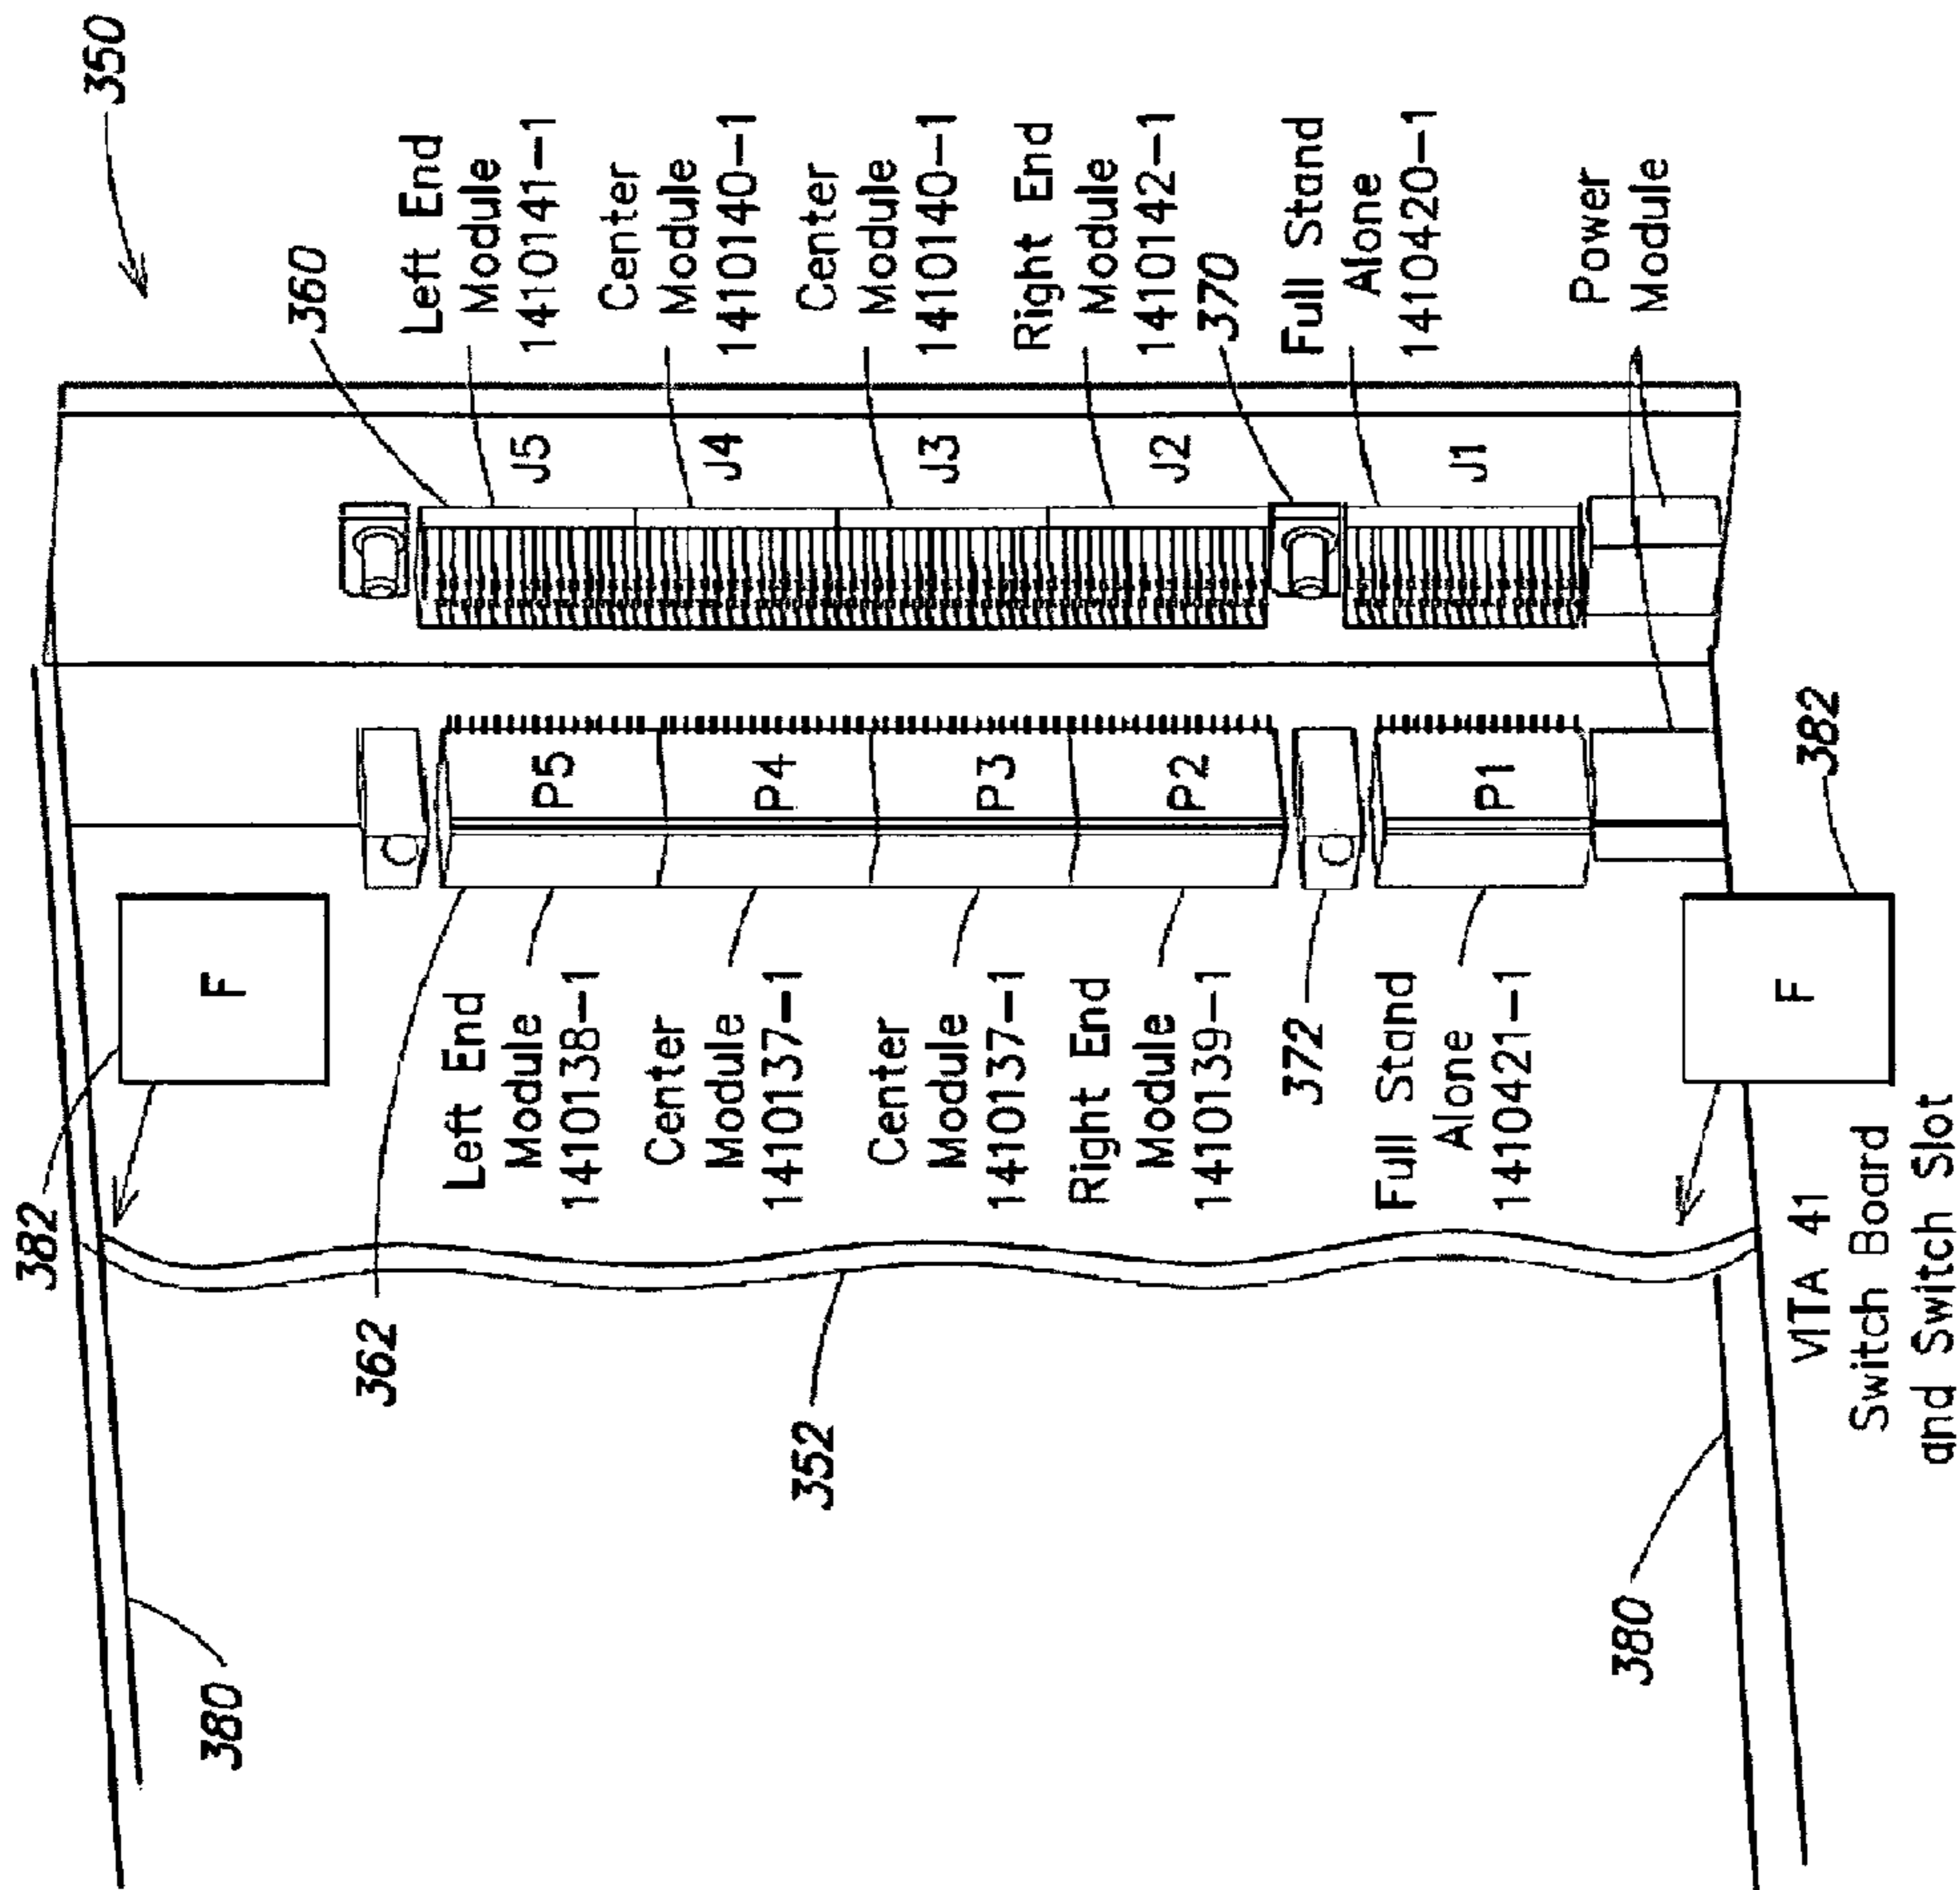 350
360
Left End
Module
1410141-1
Center
Module
1410140-1
Center
Module
1410140-1
Right End
Module
1410142-1
370
Full Stand
Alone
1410420-1
Power
Module
J5
J4
J3
J2
J1
P5
P4
P3
P2
P1
382
F
F
382
Left End
Module
1410138-1
Center
Module
1410137-1
Center
Module
1410137-1
Right End
Module
1410139-1
372
Full Stand
Alone
1410421-1
362
352
380
380
VITA 41
Switch Board
and Switch Slot